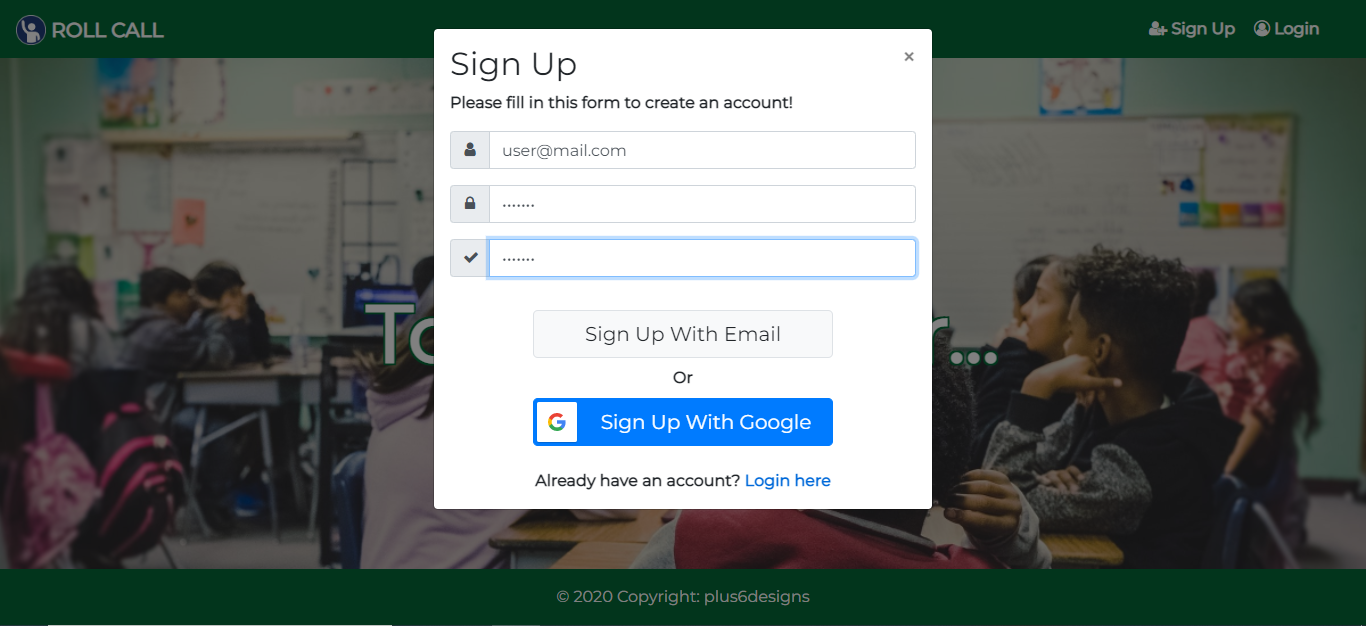 ROLL CALL
Sign Up
Login
Sign Up
×
Please fill in this form to create an account!
user@mail.com
·······
·······
To
r...
Sign Up With Email
Or
Sign Up With Google
Already have an account? Login here
© 2020 Copyright: plus6designs